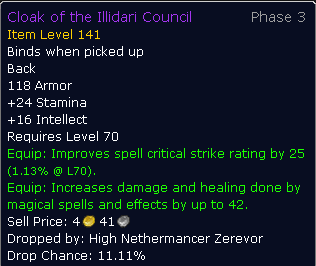 Cloak of the Illidari Council Phase 3
Item Level 141
Binds when picked up
Back
118 Armor
+24 Stamina
+16 Intellect
Requires Level 70
Equip: Improves spell critical strike rating by 25
(1.13% @ L70).
Equip: Increases damage and healing done by
magical spells and effects by up to 42.
Sell Price: 4 41
Dropped by: High Nethermancer Zerevor
Drop Chance: 11.11%